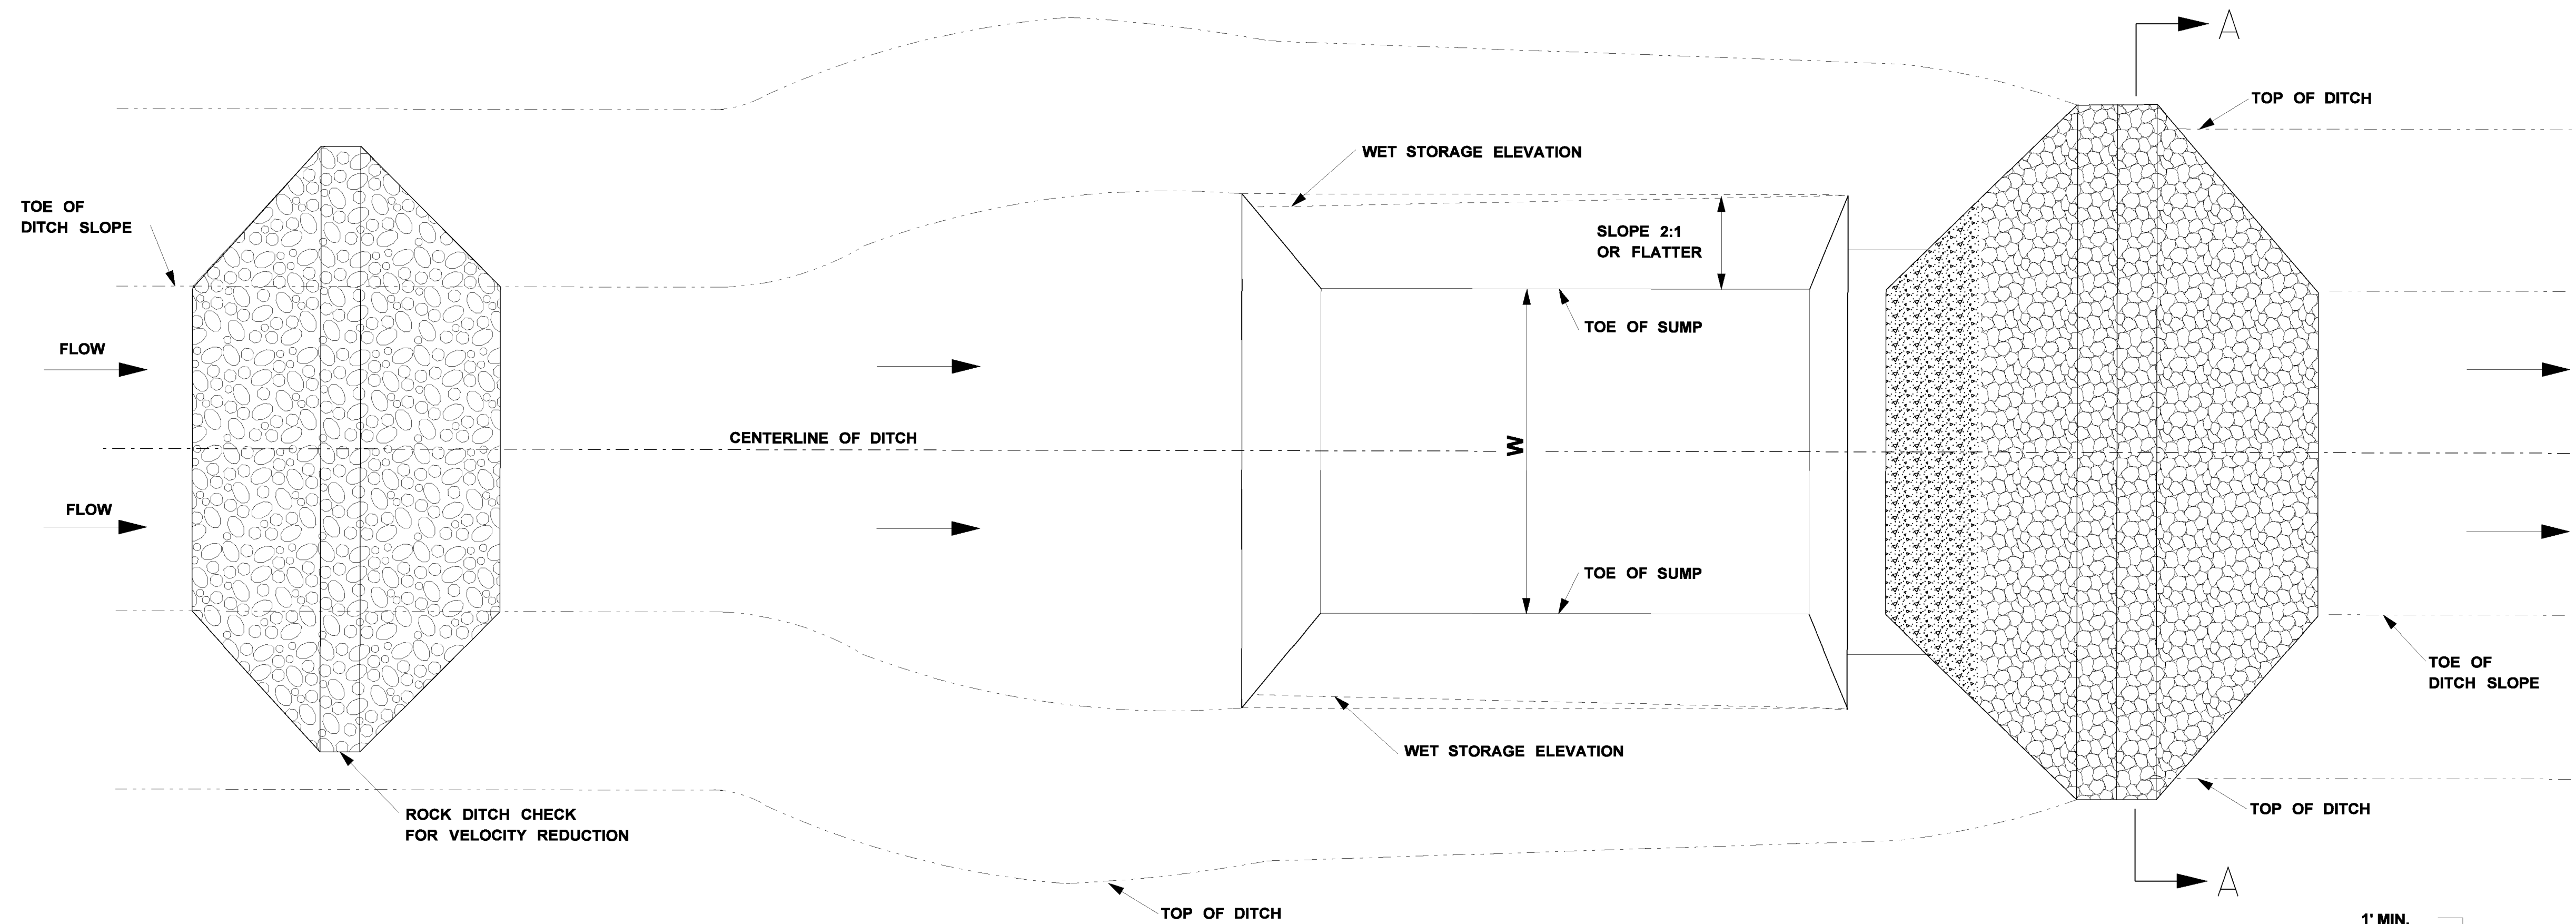 A
TOP OF DITCH
WET STORAGE ELEVATION
TOE OF
DITCH SLOPE
SLOPE 2:1
OR FLATTER
TOE OF SUMP
FLOW
CENTERLINE OF DITCH
W
FLOW
TOE OF SUMP
TOE OF
DITCH SLOPE
WET STORAGE ELEVATION
ROCK DITCH CHECK
FOR VELOCITY REDUCTION
TOP OF DITCH
A
TOP OF DITCH
1' MIN.